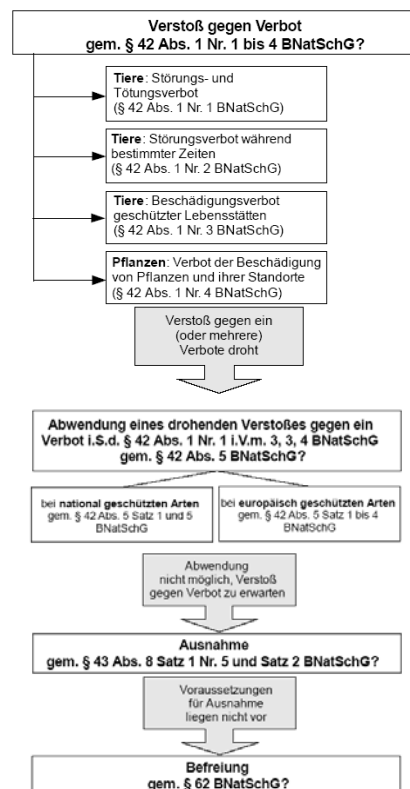 Verstoß gegen Verbot
gem. § 42 Abs. 1 Nr. 1 bis 4 BNatSchG?
Tiere: Störungs- und
Tötungsverbot
(§ 42 Abs. 1 Nr. 1 BNatSchG)
Tiere: Störungsverbot während
bestimmter Zeiten
(§ 42 Abs. 1 Nr. 2 BNatSchG)
Tiere: Beschädigungsverbot
geschützter Lebensstätten
(§ 42 Abs. 1 Nr. 3 BNatSchG)
Pflanzen: Verbot der Beschädigung
von Pflanzen und ihrer Standorte
(§ 42 Abs. 1 Nr. 4 BNatSchG)
Verstoß gegen ein
(oder mehrere)
Verbote droht
Abwendung eines drohenden Verstoßes gegen ein
Verbot i.S.d. § 42 Abs. 1 Nr. 1 i.V.m. 3, 3, 4 BNatSchG
gem. § 42 Abs. 5 BNatSchG?
bei national geschützten Arten
gem. § 42 Abs. 5 Satz 1 und 5
BNatSchG
bei europäisch geschützten Arten
gem. § 42 Abs. 5 Satz 1 bis 4
BNatSchG
Abwendung
nicht möglich, Verstoß
gegen Verbot zu erwarten
Ausnahme
gem. § 43 Abs. 8 Satz 1 Nr. 5 und Satz 2 BNatSchG?
Voraussetzungen
für Ausnahme
liegen nicht vor
Befreiung
gem. § 62 BNatSchG?